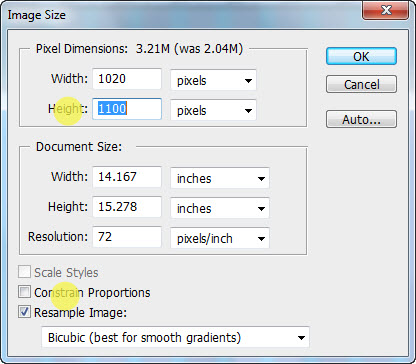 Image Size
Pixel Dimensions: 3.21M (was 2.04M)
OK
Width: 1020 pixels
Cancel
Height: 1100 pixels
Auto...
Document Size:
Width: 14.167 inches
Height: 15.278 inches
Resolution: 72 pixels/inch
Scale Styles
Constrain Proportions
Resample Image:
Bicubic (best for smooth gradients)